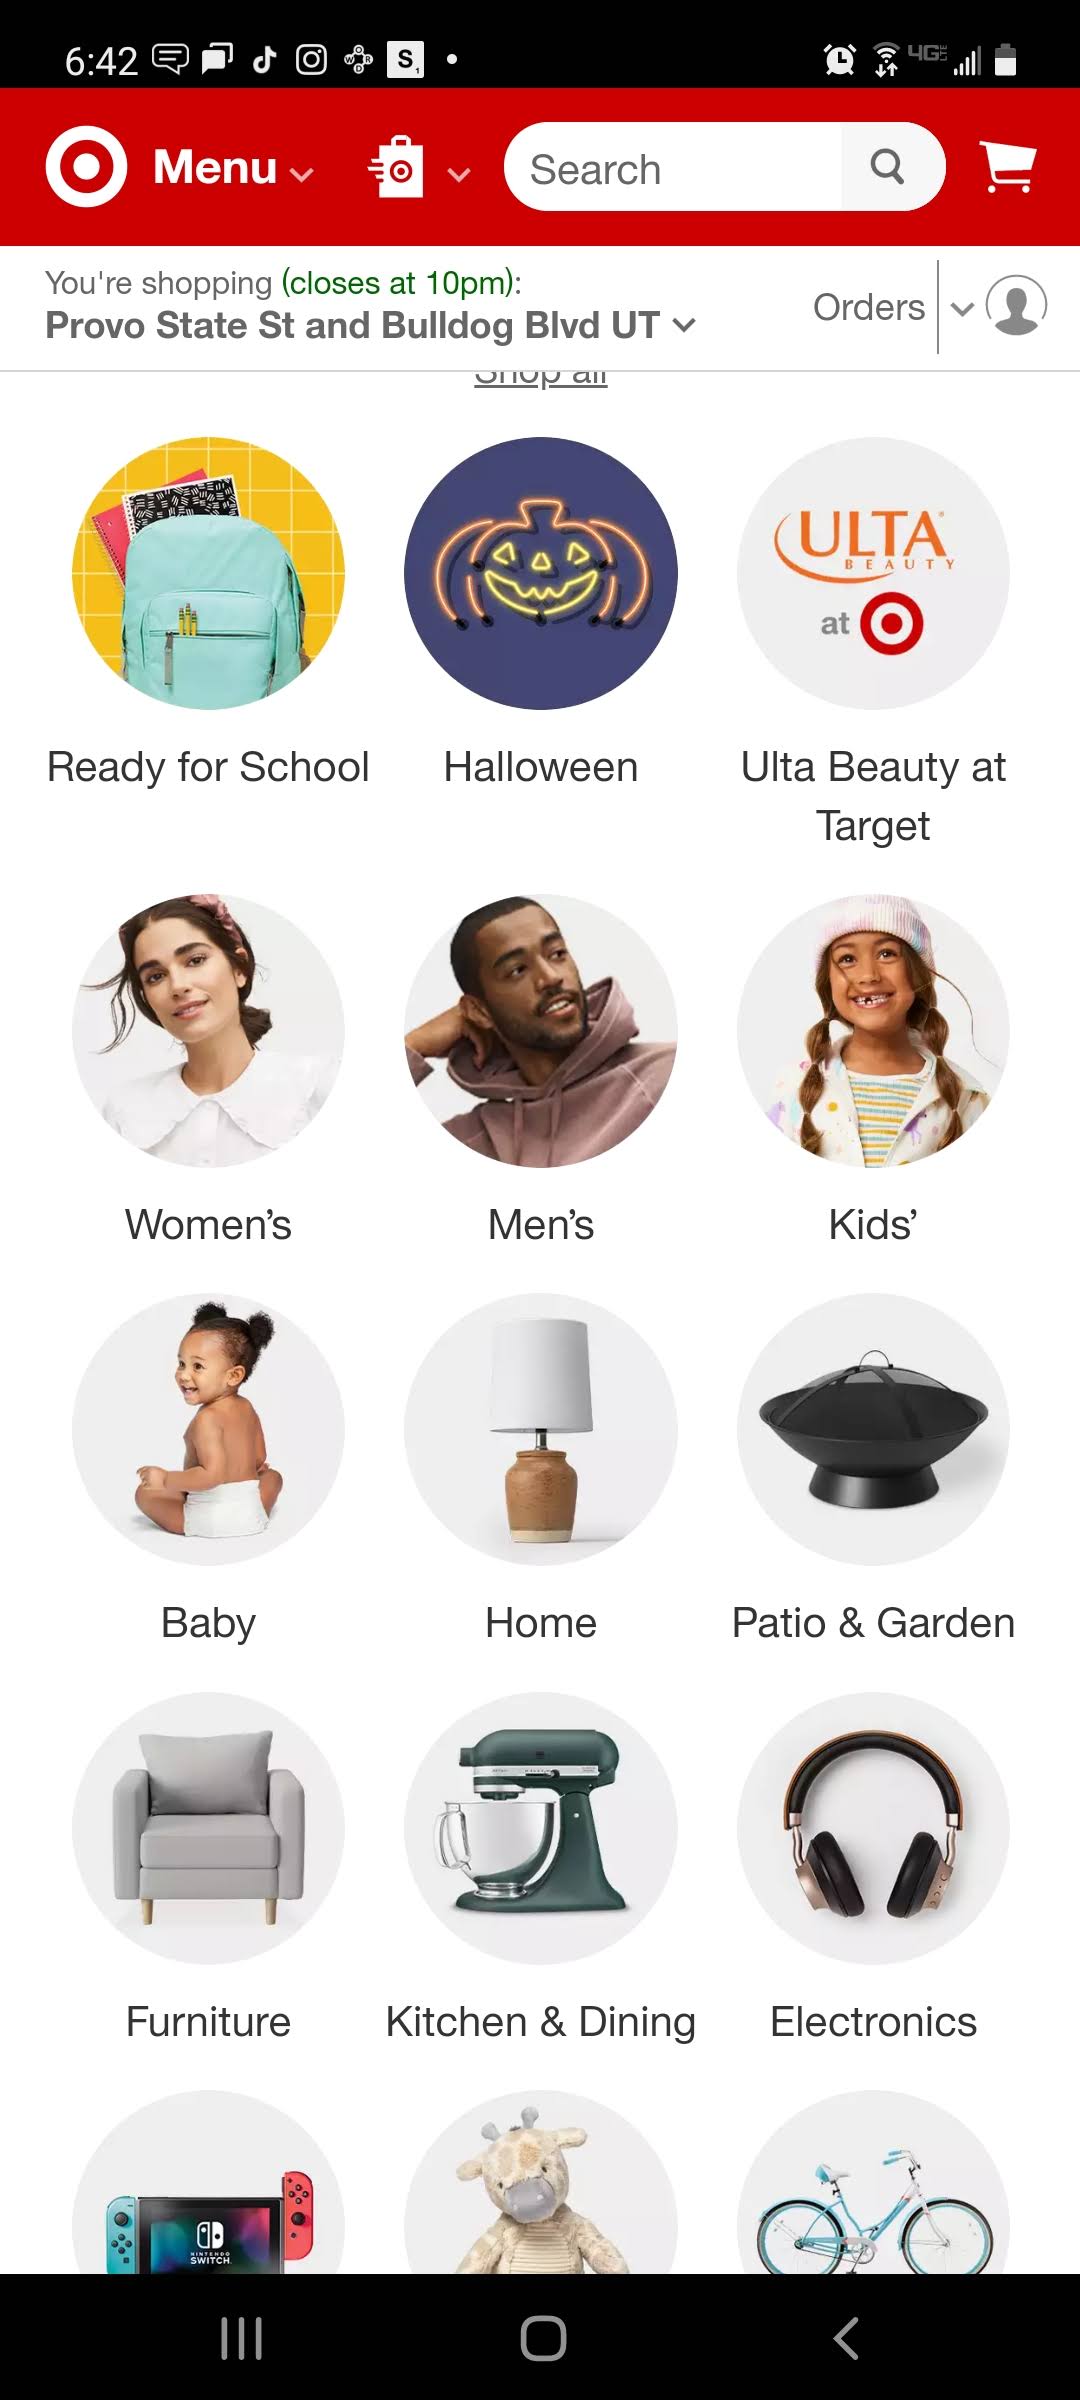 6:42
S
4G LTE
Menu
Search
You're shopping (closes at 10pm):
Provo State St and Bulldog Blvd UT
Orders
Shop all
ULTA
BEAUTY
at
Ready for School
Halloween
Ulta Beauty at
Target
Women’s
Men’s
Kids’
Baby
Home
Patio & Garden
Furniture
Kitchen & Dining
Electronics
NINTENDO
SWITCH